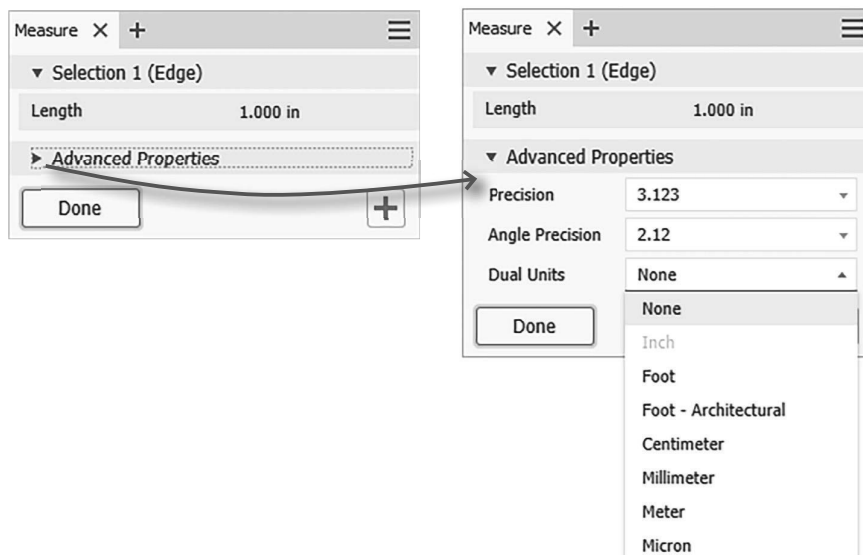 Measure X +
Selection 1 (Edge)
Length 1.000 in
Advanced Properties
Done +
Measure X +
Selection 1 (Edge)
Length 1.000 in
Advanced Properties
Precision 3.123
Angle Precision 2.12
Dual Units None
Done
None
Inch
Foot
Foot - Architectural
Centimeter
Millimeter
Meter
Micron